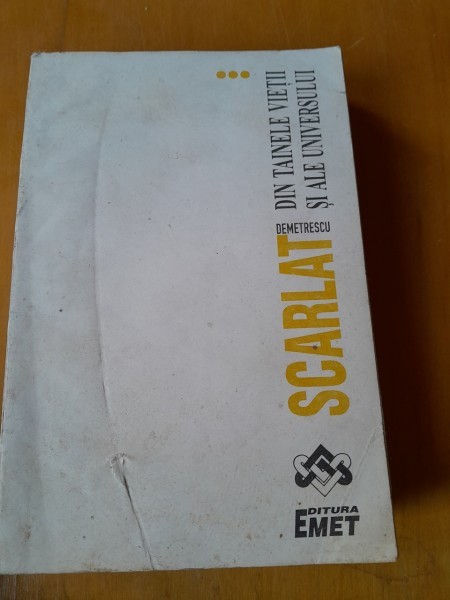 DIN TAINELE VIEȚII
ȘI ALE UNIVERSULUI
DEMETRESCU
SCARLAT
EDITURA
EMET